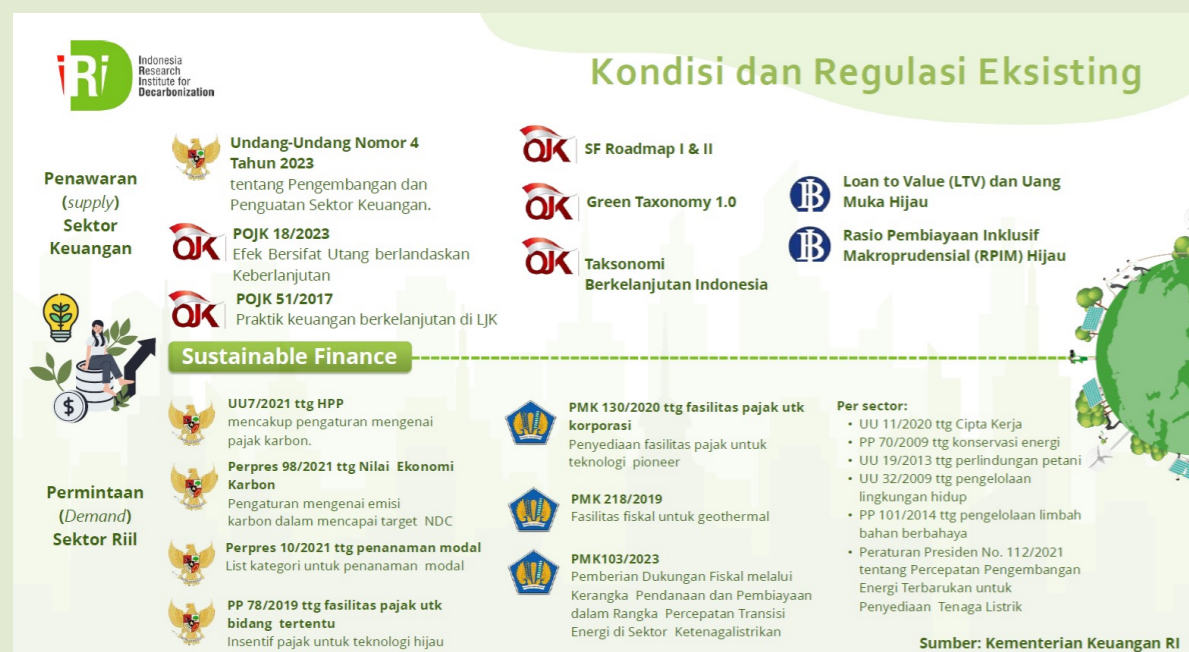 iRiD
Indonesia
Research
Institute for
Decarbonization
Kondisi dan Regulasi Eksisting
Penawaran
(supply)
Sektor
Keuangan
Undang-Undang Nomor 4
Tahun 2023
tentang Pengembangan dan
Penguatan Sektor Keuangan.
OJK
POJK 18/2023
Efek Bersifat Utang berlandaskan
Keberlanjutan
OJK
POJK 51/2017
Praktik keuangan berkelanjutan di LJK
OJK
SF Roadmap I & II
OJK
Green Taxonomy 1.0
OJK
Taksonomi
Berkelanjutan Indonesia
Loan to Value (LTV) dan Uang
Muka Hijau
Rasio Pembiayaan Inklusif
Makroprudensial (RPIM) Hijau
Sustainable Finance
Permintaan
(Demand)
Sektor Riil
UU7/2021 ttg HPP
mencakup pengaturan mengenai
pajak karbon.
Perpres 98/2021 ttg Nilai Ekonomi
Karbon
Pengaturan mengenai emisi
karbon dalam mencapai target NDC
Perpres 10/2021 ttg penanaman modal
List kategori untuk penanaman modal
PP 78/2019 ttg fasilitas pajak utk
bidang tertentu
Insentif pajak untuk teknologi hijau
PMK 130/2020 ttg fasilitas pajak utk
korporasi
Penyediaan fasilitas pajak untuk
teknologi pioneer
PMK 218/2019
Fasilitas fiskal untuk geothermal
PMK103/2023
Pemberian Dukungan Fiskal melalui
Kerangka Pendanaan dan Pembiayaan
dalam Rangka Percepatan Transisi
Energi di Sektor Ketenagalistrikan
Per sector:
• UU 11/2020 ttg Cipta Kerja
• PP 70/2009 ttg konservasi energi
• UU 19/2013 ttg perlindungan petani
• UU 32/2009 ttg pengelolaan
lingkungan hidup
• PP 101/2014 ttg pengelolaan limbah
bahan berbahaya
• Peraturan Presiden No. 112/2021
tentang Percepatan Pengembangan
Energi Terbarukan untuk
Penyediaan Tenaga Listrik
Sumber: Kementerian Keuangan RI